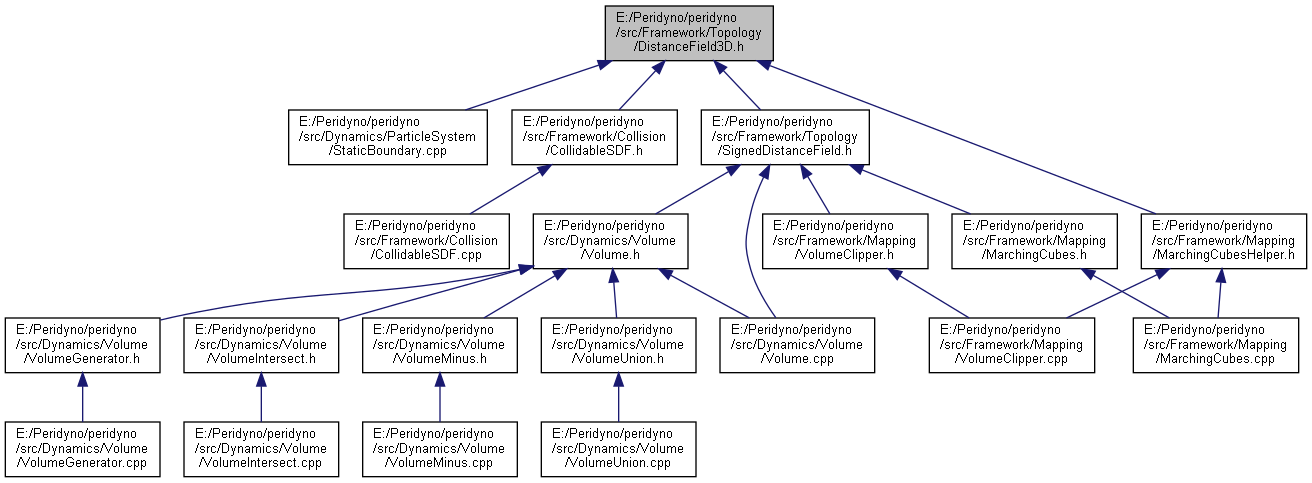 E:/Peridyno/peridyno
/src/Framework/Topology
/DistanceField3D.h
E:/Peridyno/peridyno
/src/Dynamics/ParticleSystem
/StaticBoundary.cpp
E:/Peridyno/peridyno
/src/Framework/Collision
/CollidableSDF.h
E:/Peridyno/peridyno
/src/Framework/Topology
/SignedDistanceField.h
E:/Peridyno/peridyno
/src/Framework/Collision
/CollidableSDF.cpp
E:/Peridyno/peridyno
/src/Dynamics/Volume
/Volume.h
E:/Peridyno/peridyno
/src/Framework/Mapping
/VolumeClipper.h
E:/Peridyno/peridyno
/src/Framework/Mapping
/MarchingCubes.h
E:/Peridyno/peridyno
/src/Framework/Mapping
/MarchingCubesHelper.h
E:/Peridyno/peridyno
/src/Dynamics/Volume
/VolumeGenerator.h
E:/Peridyno/peridyno
/src/Dynamics/Volume
/VolumeIntersect.h
E:/Peridyno/peridyno
/src/Dynamics/Volume
/VolumeMinus.h
E:/Peridyno/peridyno
/src/Dynamics/Volume
/VolumeUnion.h
E:/Peridyno/peridyno
/src/Dynamics/Volume
/Volume.cpp
E:/Peridyno/peridyno
/src/Framework/Mapping
/VolumeClipper.cpp
E:/Peridyno/peridyno
/src/Framework/Mapping
/MarchingCubes.cpp
E:/Peridyno/peridyno
/src/Dynamics/Volume
/VolumeGenerator.cpp
E:/Peridyno/peridyno
/src/Dynamics/Volume
/VolumeIntersect.cpp
E:/Peridyno/peridyno
/src/Dynamics/Volume
/VolumeMinus.cpp
E:/Peridyno/peridyno
/src/Dynamics/Volume
/VolumeUnion.cpp